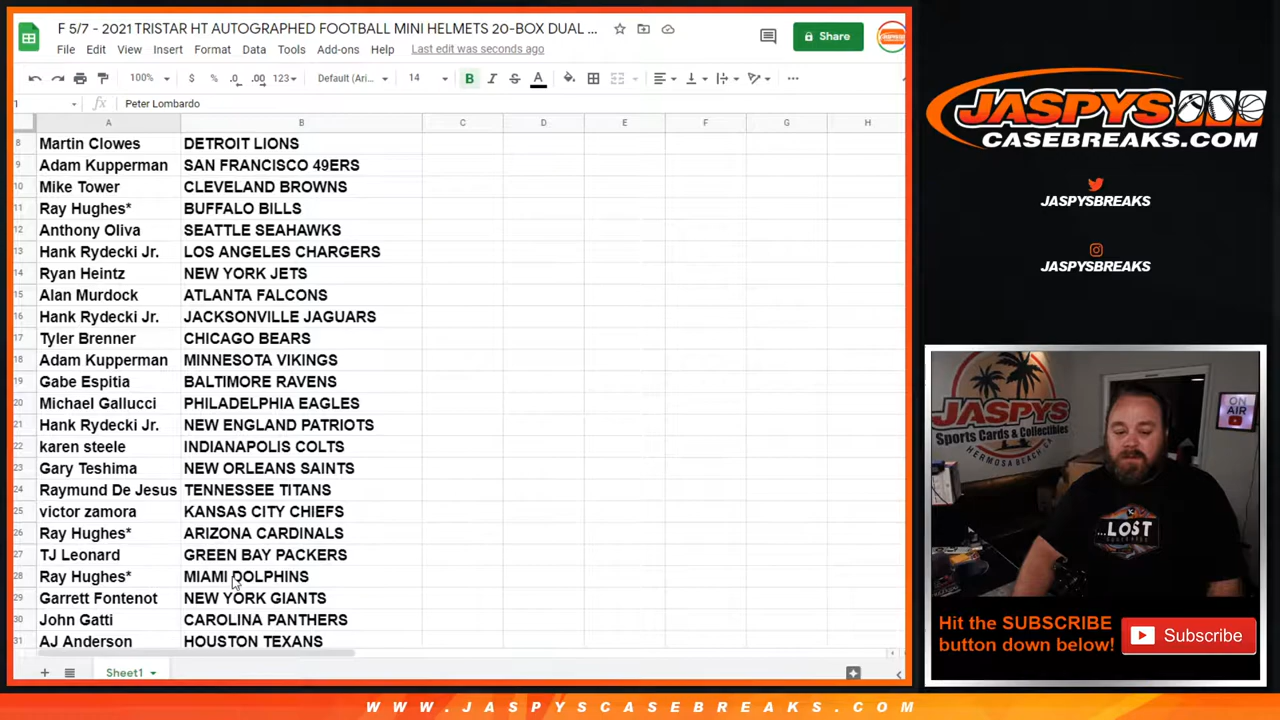 F 5/7 - 2021 TRISTAR HT AUTOGRAPHED FOOTBALL MINI HELMETS 20-BOX DUAL ...
Share
File Edit View Insert Format Data Tools Add-ons Help Last edit was seconds ago
100% $ % .0 .00 123 Default (Ari... 14 B I S A
1 fx Peter Lombardo
A B C D E F G H
8 Martin Clowes DETROIT LIONS
9 Adam Kupperman SAN FRANCISCO 49ERS
10 Mike Tower CLEVELAND BROWNS
11 Ray Hughes* BUFFALO BILLS
12 Anthony Oliva SEATTLE SEAHAWKS
13 Hank Rydecki Jr. LOS ANGELES CHARGERS
14 Ryan Heintz NEW YORK JETS
15 Alan Murdock ATLANTA FALCONS
16 Hank Rydecki Jr. JACKSONVILLE JAGUARS
17 Tyler Brenner CHICAGO BEARS
18 Adam Kupperman MINNESOTA VIKINGS
19 Gabe Espitia BALTIMORE RAVENS
20 Michael Gallucci PHILADELPHIA EAGLES
21 Hank Rydecki Jr. NEW ENGLAND PATRIOTS
22 karen steele INDIANAPOLIS COLTS
23 Gary Teshima NEW ORLEANS SAINTS
24 Raymund De Jesus TENNESSEE TITANS
25 victor zamora KANSAS CITY CHIEFS
26 Ray Hughes* ARIZONA CARDINALS
27 TJ Leonard GREEN BAY PACKERS
28 Ray Hughes* MIAMI DOLPHINS
29 Garrett Fontenot NEW YORK GIANTS
30 John Gatti CAROLINA PANTHERS
31 AJ Anderson HOUSTON TEXANS
Sheet1
JASPYS
CASEBREAKS.COM
JASPYSBREAKS
JASPYSBREAKS
JASPYS
Sports Cards & Collectibles
HERMOSA BEACH, CA
ON
AIR
...LOST
Hit the SUBSCRIBE
button down below!
Subscribe
WWW.JASPYSCASEBREAKS.COM